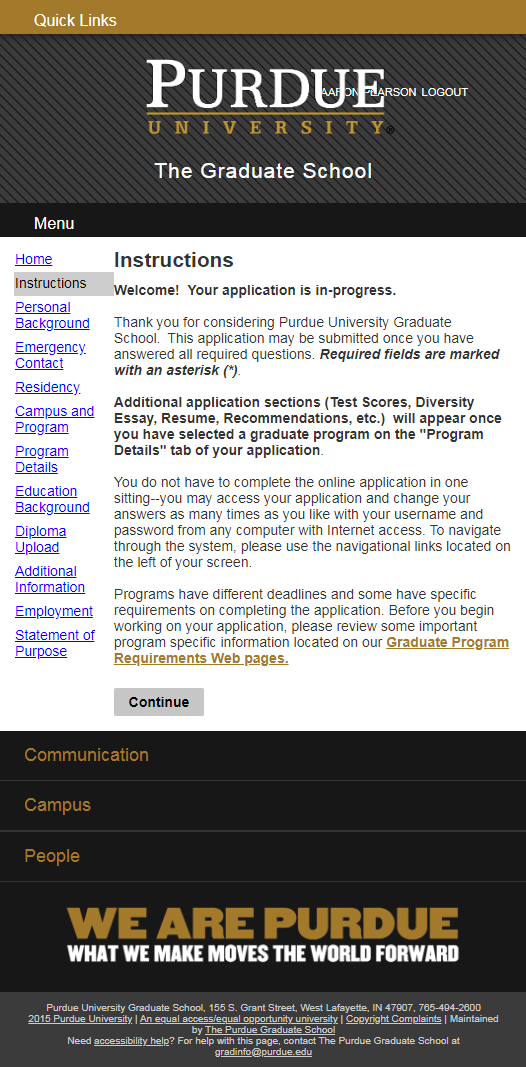 Quick Links
PURDUE
UNIVERSITY®
AARON PEARSON LOGOUT
The Graduate School
Menu
Home
Instructions
Personal
Background
Emergency
Contact
Residency
Campus and
Program
Program
Details
Education
Background
Diploma
Upload
Additional
Information
Employment
Statement of
Purpose
Instructions
Welcome!  Your application is in-progress.
Thank you for considering Purdue University Graduate
School.  This application may be submitted once you have
answered all required questions. Required fields are marked
with an asterisk (*).
Additional application sections (Test Scores, Diversity
Essay, Resume, Recommendations, etc.)  will appear once
you have selected a graduate program on the "Program
Details" tab of your application.
You do not have to complete the online application in one
sitting--you may access your application and change your
answers as many times as you like with your username and
password from any computer with Internet access. To navigate
through the system, please use the navigational links located on
the left of your screen.
Programs have different deadlines and some have specific
requirements on completing the application. Before you begin
working on your application, please review some important
program specific information located on our Graduate Program
Requirements Web pages.
Continue
Communication
Campus
People
WE ARE PURDUE
WHAT WE MAKE MOVES THE WORLD FORWARD
Purdue University Graduate School, 155 S. Grant Street, West Lafayette, IN 47907, 765-494-2600
2015 Purdue University | An equal access/equal opportunity university | Copyright Complaints | Maintained
by The Purdue Graduate School
Need accessibility help? For help with this page, contact The Purdue Graduate School at
gradinfo@purdue.edu